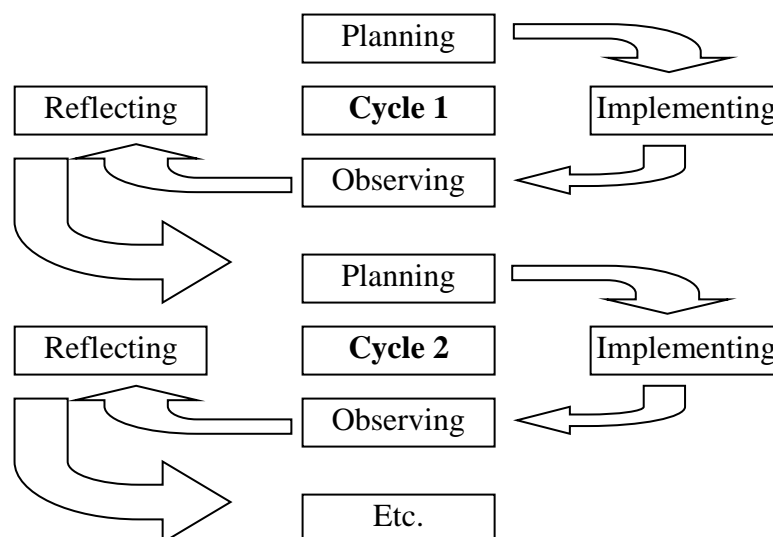 Planning
Reflecting
Cycle 1
Implementing
Observing
Planning
Reflecting
Cycle 2
Implementing
Observing
Etc.